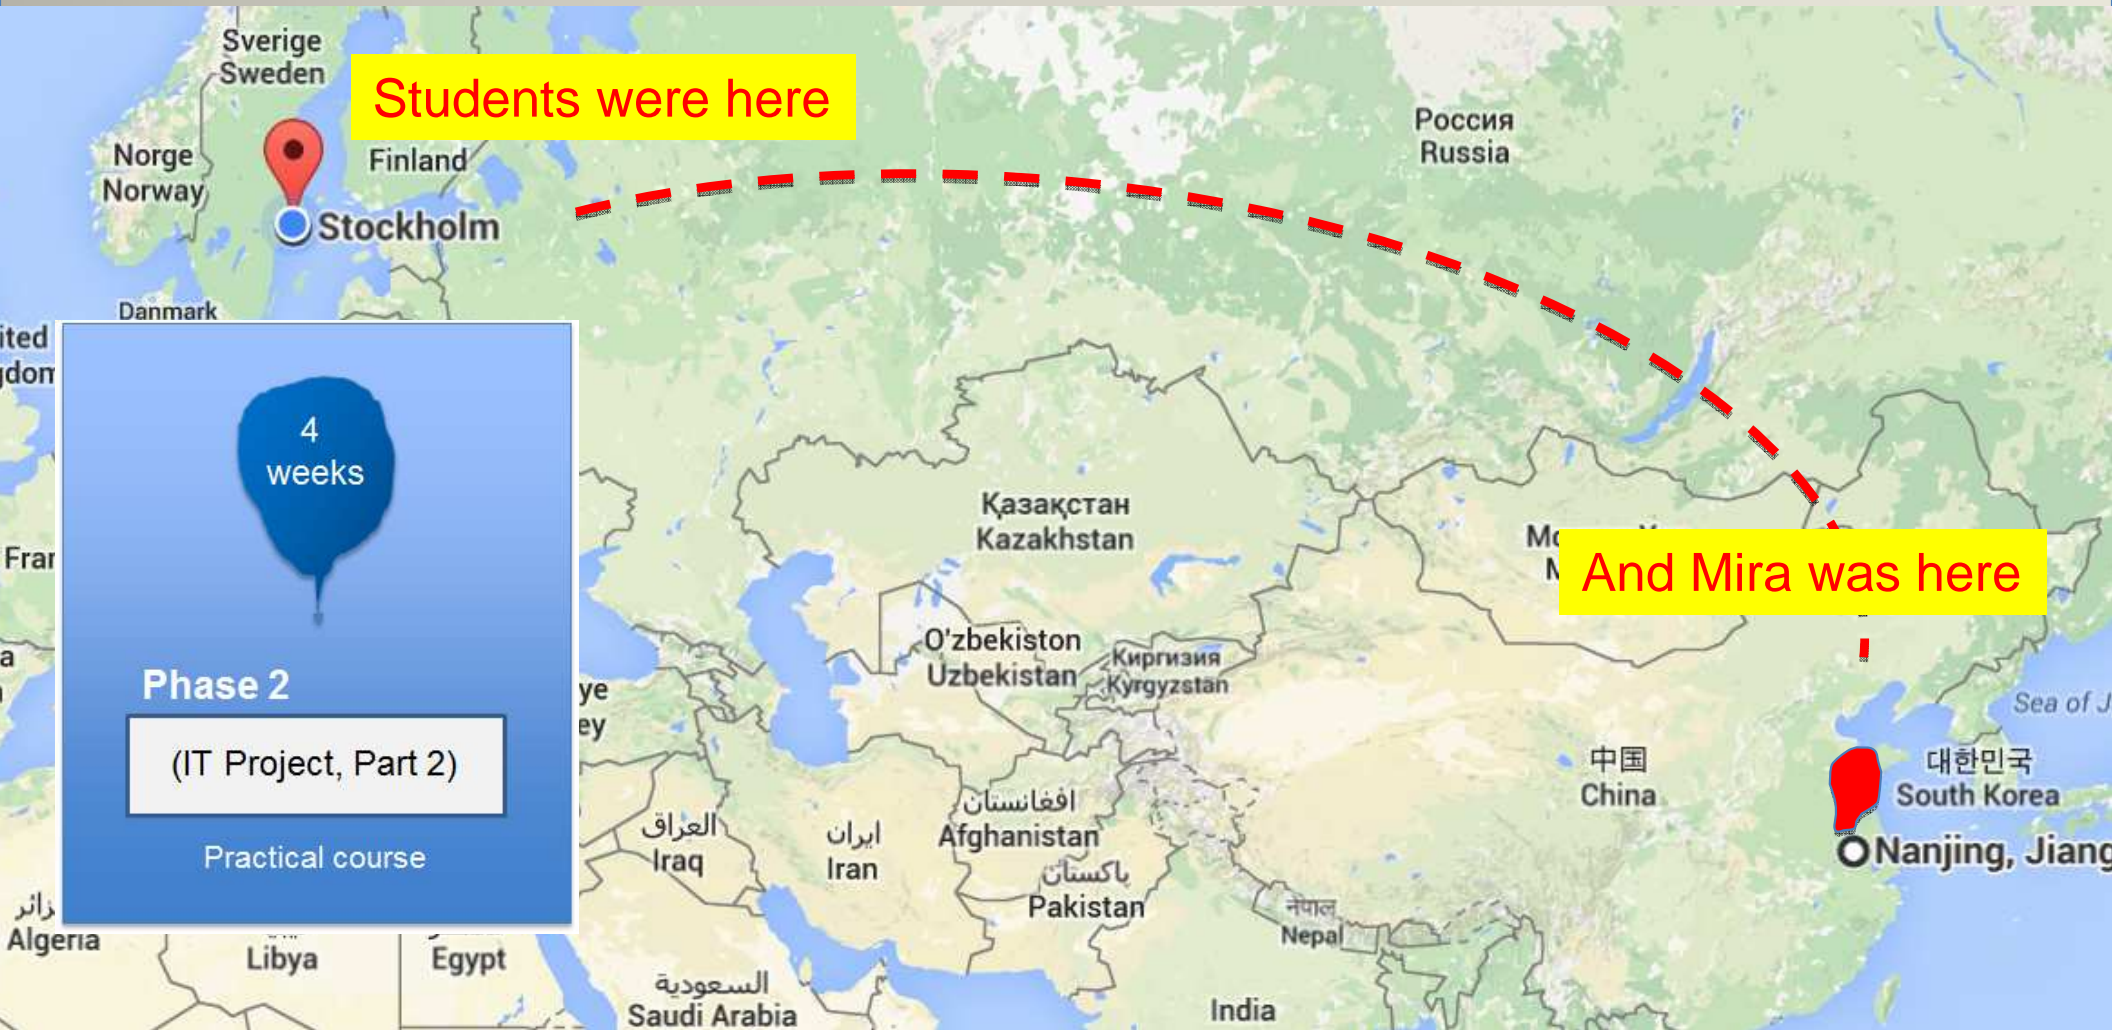 Sverige
Sweden
Students were here
Россия
Russia
Norge
Norway
Finland
Stockholm
Danmark
4
weeks
Қазақстан
Kazakhstan
And Mira was here
O'zbekiston
Uzbekistan
Киргизия
Kyrgyzstan
Phase 2
(IT Project, Part 2)
Practical course
Sea of J
中国
China
대한민국
South Korea
Nanjing, Jiang
العراق
Iraq
ایران
Iran
افغانستان
Afghanistan
پاکستان
Pakistan
नेपाल
Nepal
Algeria
Libya
Egypt
السعودية
Saudi Arabia
India